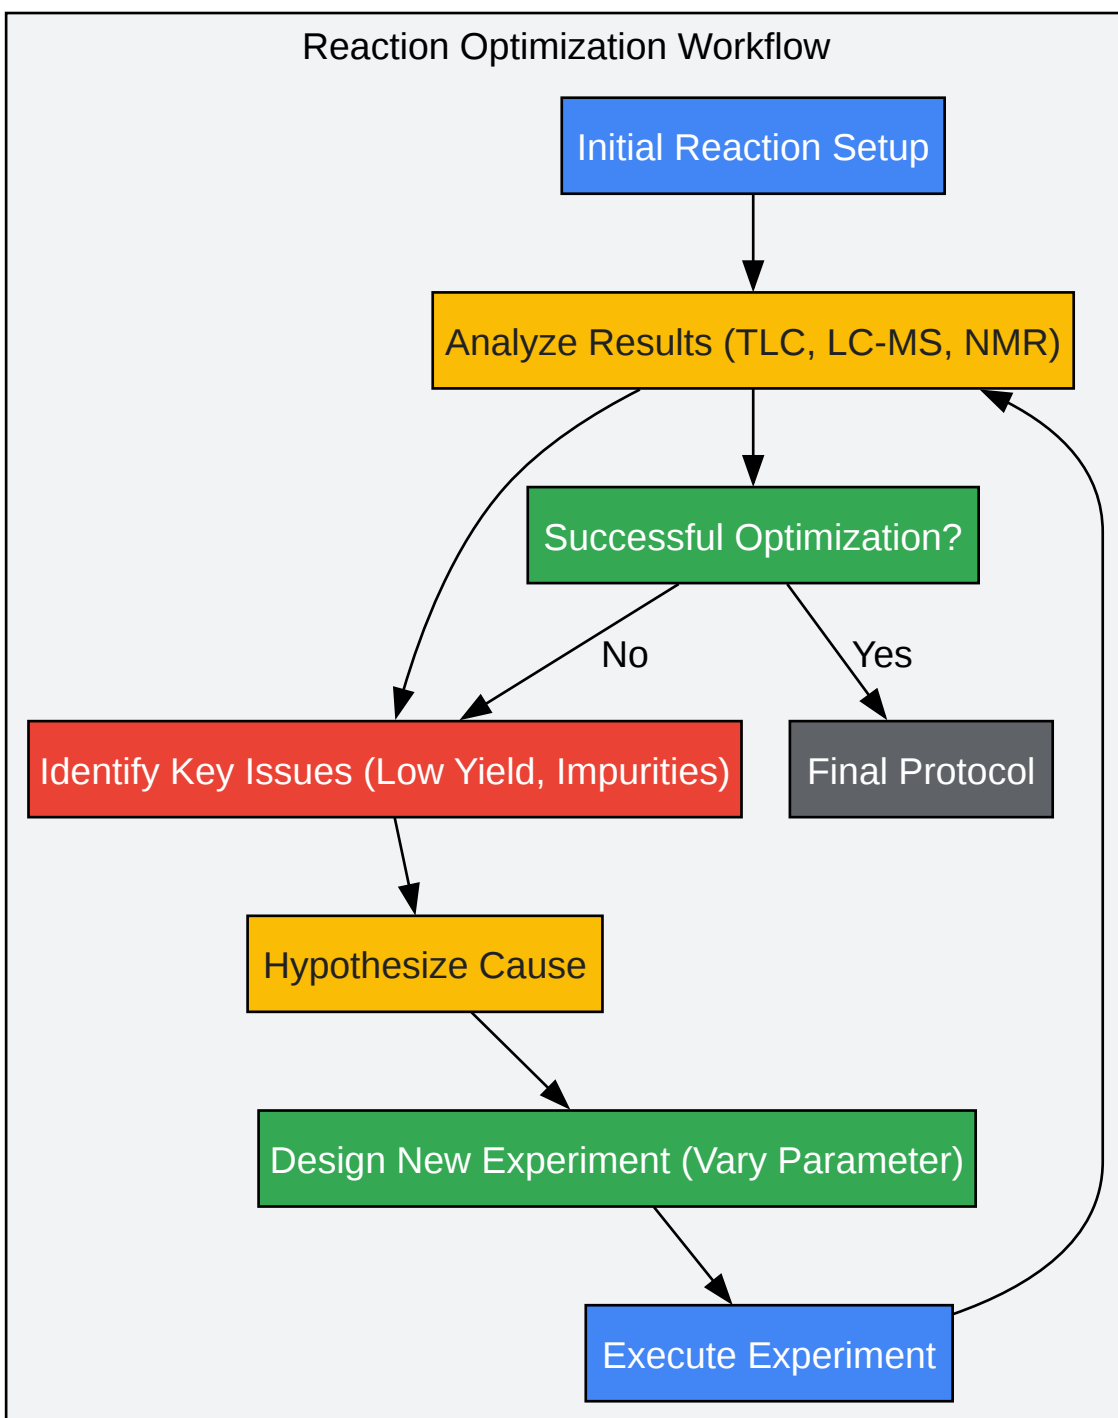 Reaction Optimization Workflow
Initial Reaction Setup
Analyze Results (TLC, LC-MS, NMR)
Successful Optimization?
No
Yes
Identify Key Issues (Low Yield, Impurities)
Final Protocol
Hypothesize Cause
Design New Experiment (Vary Parameter)
Execute Experiment